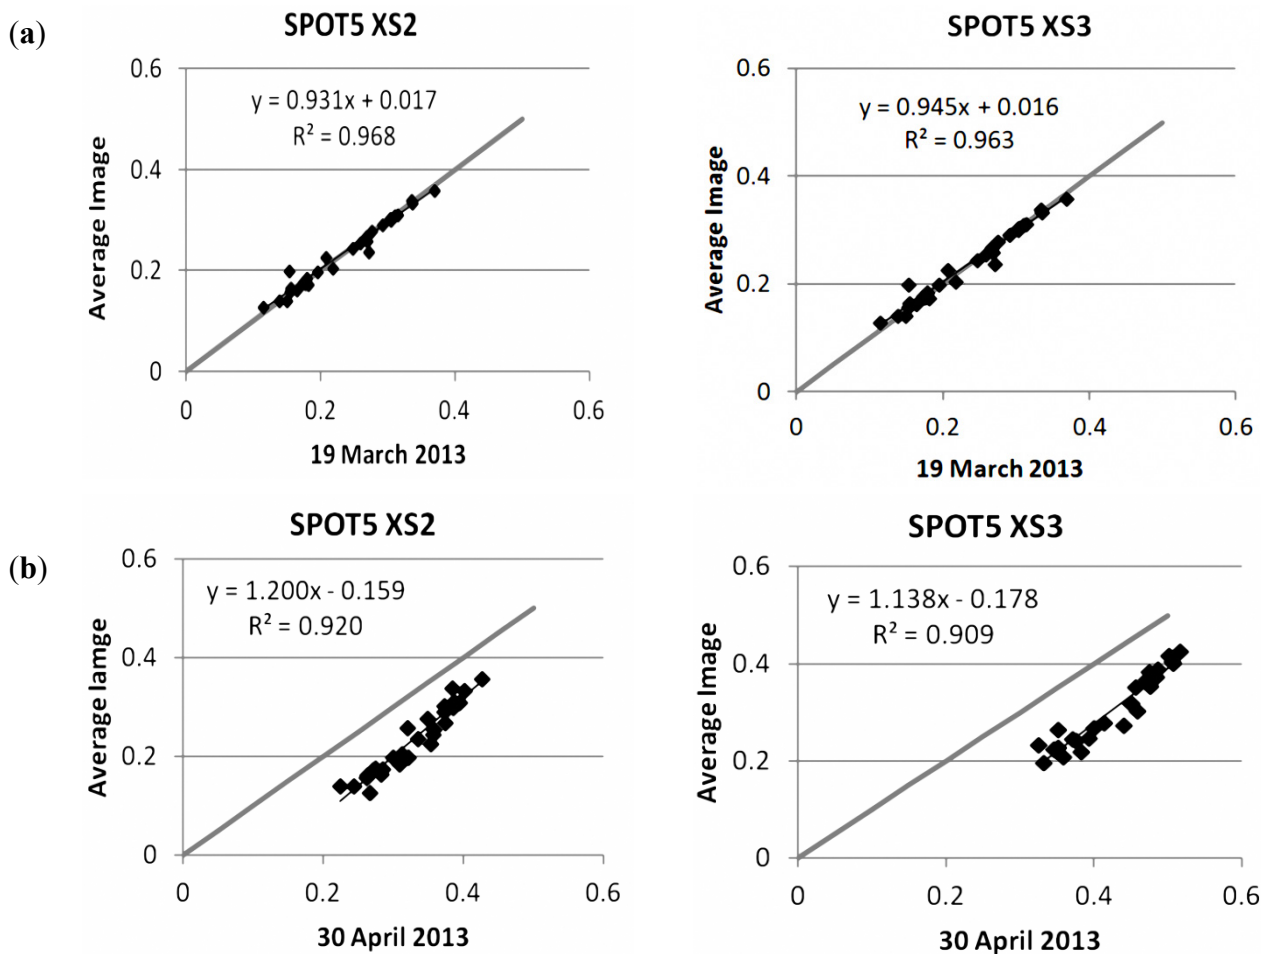 (a)
SPOT5 XS2
0.6
0.4
0.2
0
y = 0.931x + 0.017
R² = 0.968
Average Image
0 0.2 0.4 0.6
19 March 2013
SPOT5 XS3
0.6
0.4
0.2
0
y = 0.945x + 0.016
R² = 0.963
Average Image
0 0.2 0.4 0.6
19 March 2013
(b)
SPOT5 XS2
0.6
0.4
0.2
0
y = 1.200x - 0.159
R² = 0.920
Average Iamge
0 0.2 0.4 0.6
30 April 2013
SPOT5 XS3
0.6
0.4
0.2
0
y = 1.138x - 0.178
R² = 0.909
Average Image
0 0.2 0.4 0.6
30 April 2013